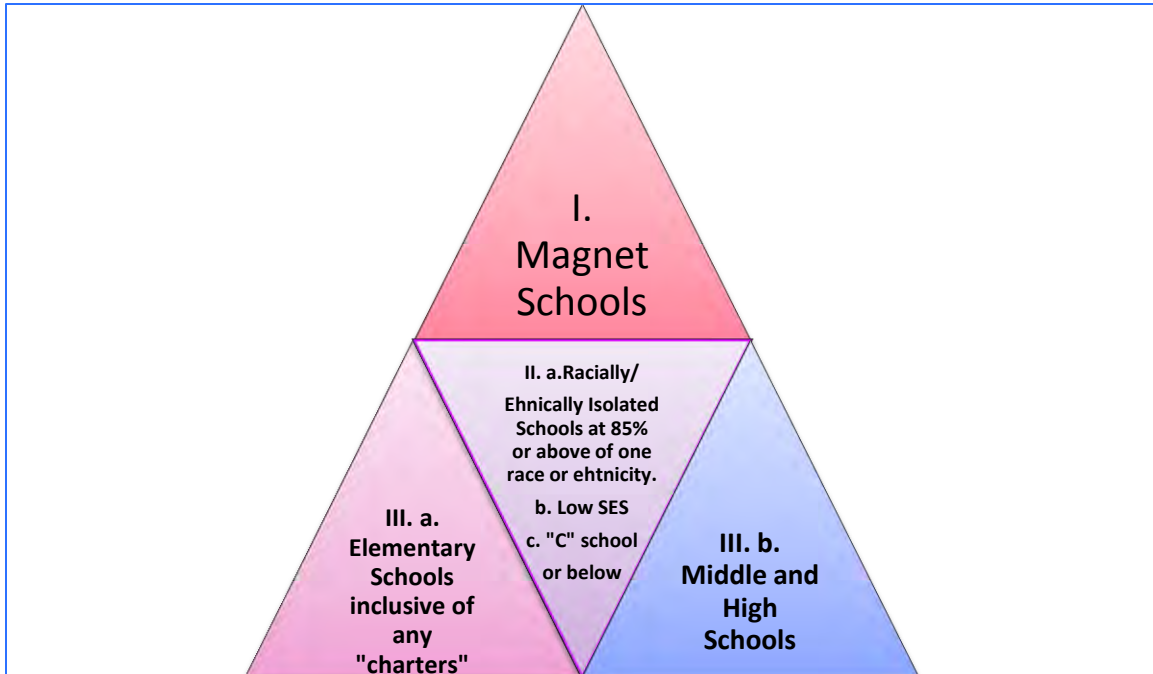 I.
Magnet
Schools
II. a.Racially/
Ehnically Isolated
Schools at 85%
or above of one
race or ehtnicity.
b. Low SES
c. "C" school
or below
III. a.
Elementary
Schools
inclusive of
any
"charters"
III. b.
Middle and
High
Schools